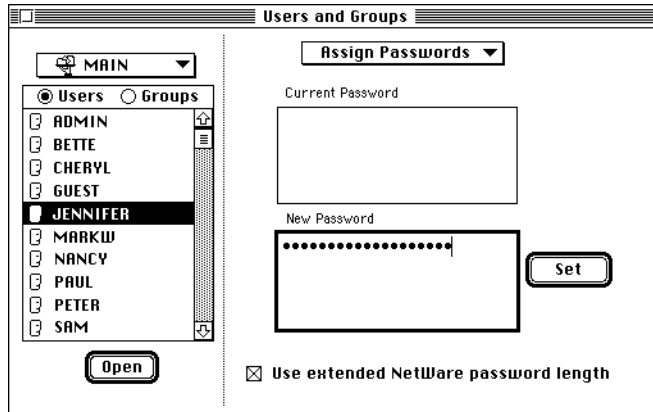 Users and Groups
MAIN
Users Groups
ADMIN
BETTE
CHERYL
GUEST
JENNIFER
MARKW
NANCY
PAUL
PETER
SAM
Open
Assign Passwords
Current Password
New Password
•••••••••••••••••••
Set
Use extended NetWare password length